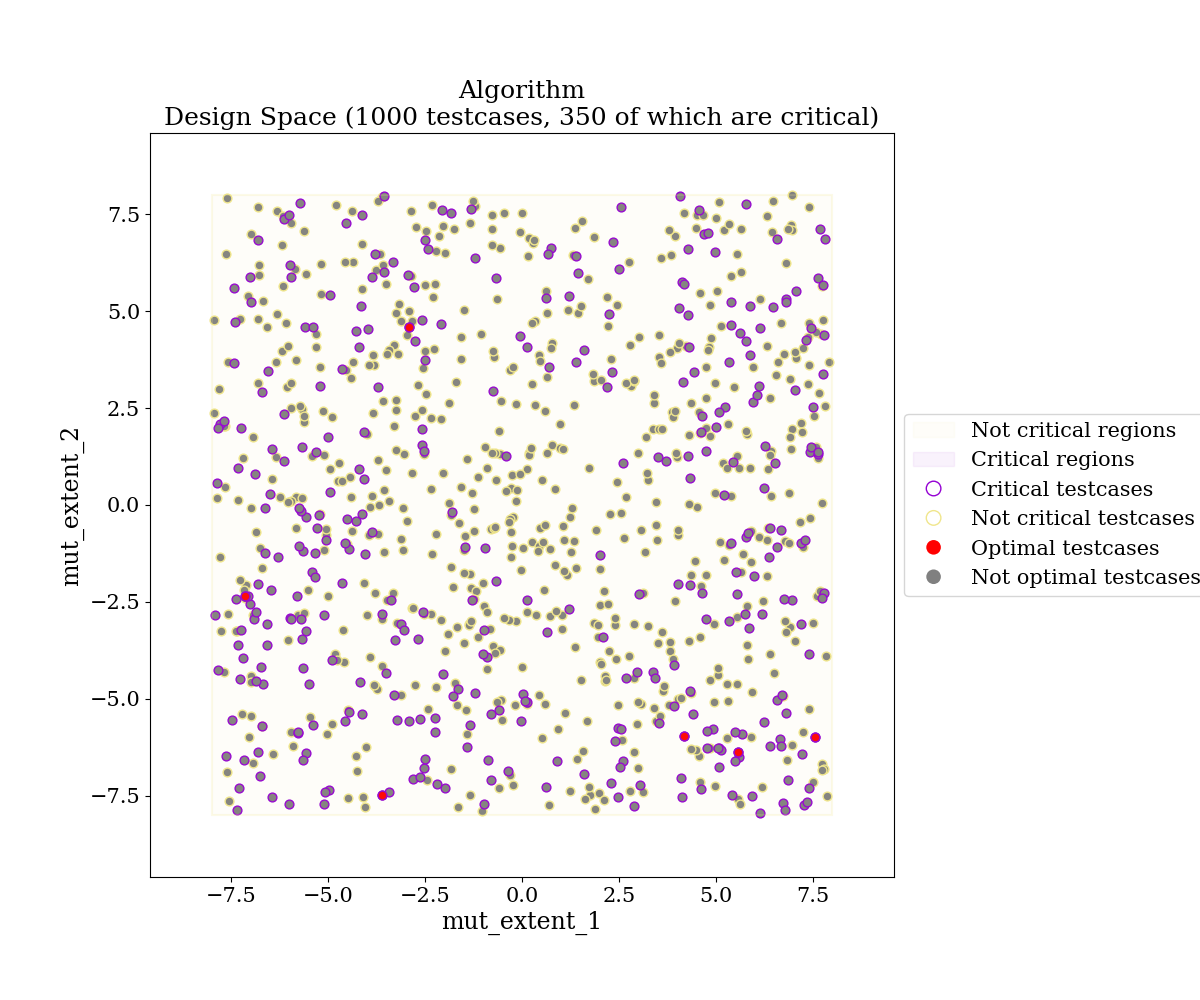 Algorithm
Design Space (1000 testcases, 350 of which are critical)
7.5
5.0
2.5
0.0
−2.5
−5.0
−7.5
mut_extent_2
−7.5 −5.0 −2.5 0.0 2.5 5.0 7.5
mut_extent_1
Not critical regions
Critical regions
Critical testcases
Not critical testcases
Optimal testcases
Not optimal testcases